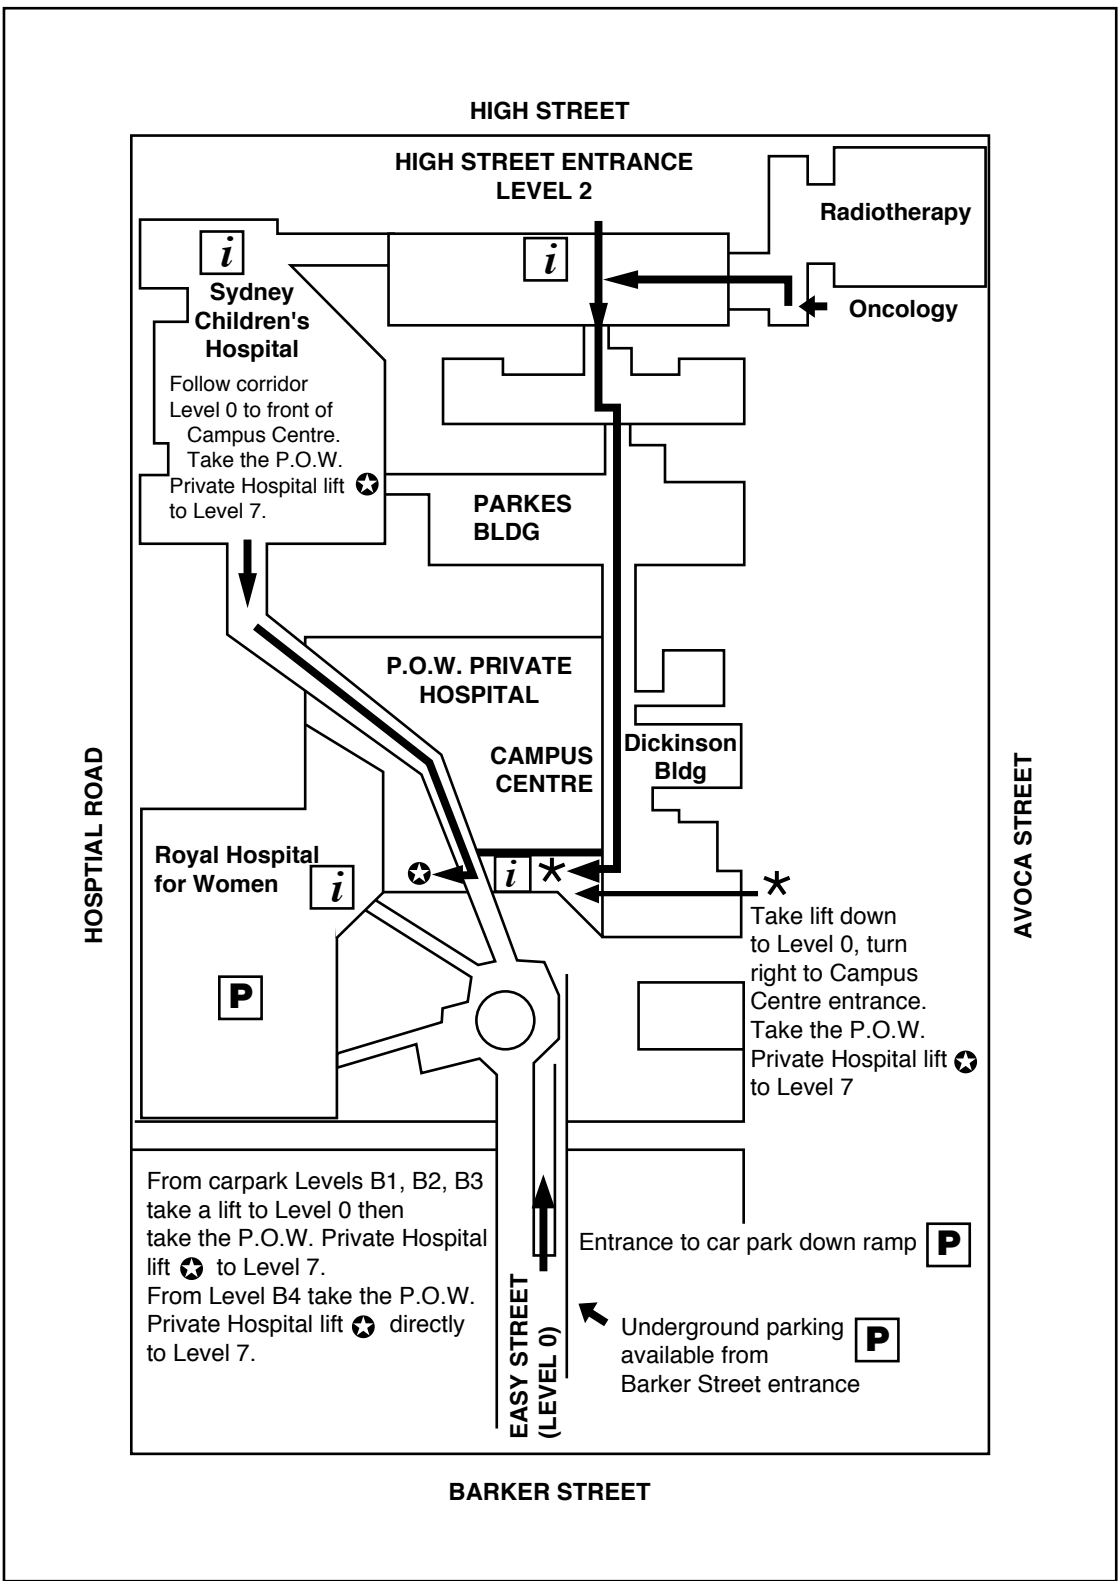 HIGH STREET
HIGH STREET ENTRANCE
LEVEL 2
Radiotherapy
i
i
Sydney
Children's
Hospital
Oncology
Follow corridor
Level 0 to front of
Campus Centre.
Take the P.O.W.
Private Hospital lift
to Level 7.
PARKES
BLDG
P.O.W. PRIVATE
HOSPITAL
CAMPUS
CENTRE
Dickinson
Bldg
HOSPTIAL ROAD
AVOCA STREET
Royal Hospital
for Women
i
i
P
Take lift down
to Level 0, turn
right to Campus
Centre entrance.
Take the P.O.W.
Private Hospital lift
to Level 7
From carpark Levels B1, B2, B3
take a lift to Level 0 then
take the P.O.W. Private Hospital
lift to Level 7.
From Level B4 take the P.O.W.
Private Hospital lift directly
to Level 7.
EASY STREET
(LEVEL 0)
Entrance to car park down ramp P
Underground parking P
available from
Barker Street entrance
BARKER STREET